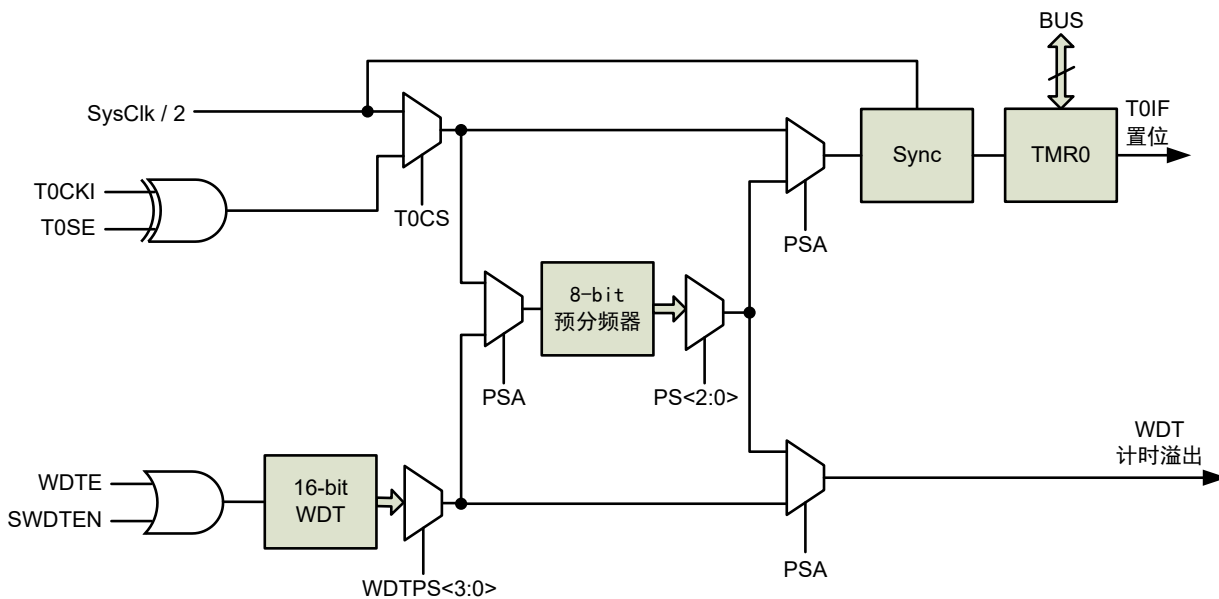 BUS
SysClk / 2
T0IF
置位
Sync
TMR0
T0CKI
T0SE
T0CS
PSA
8-bit
预分频器
PSA
PS<2:0>
WDT
计时溢出
WDTE
SWDTEN
16-bit
WDT
PSA
WDTPS<3:0>